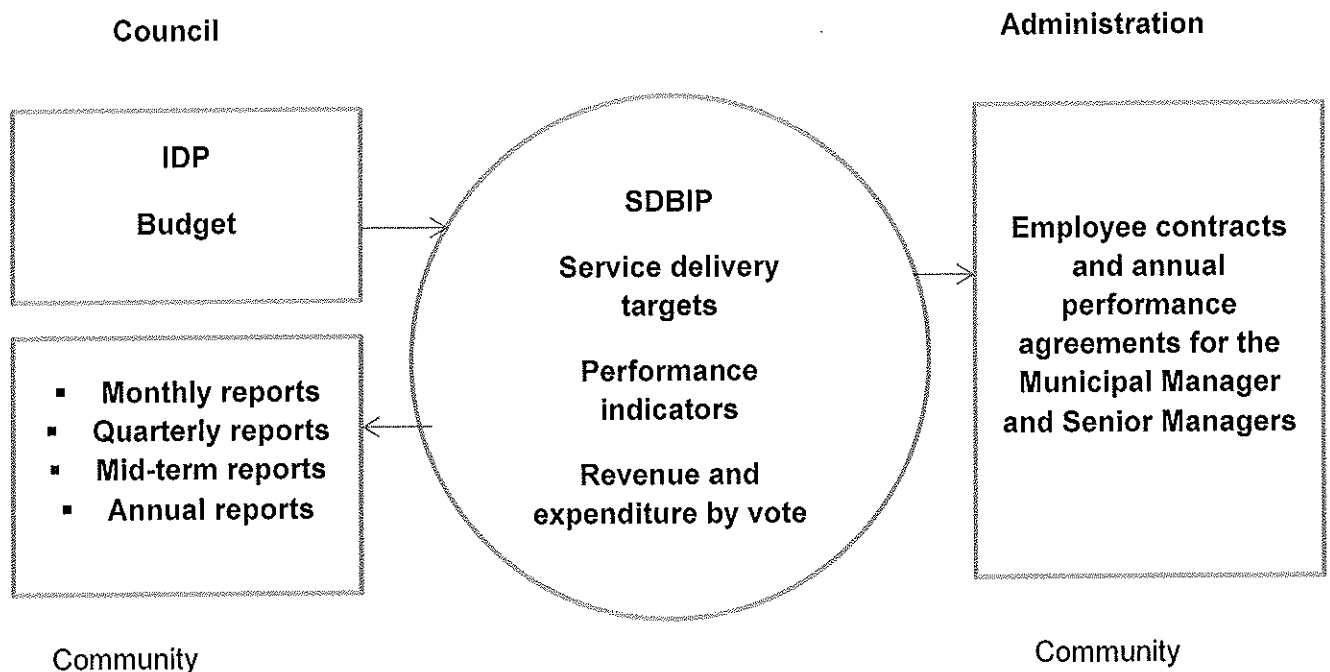 Council
Administration
IDP
Budget
▪ Monthly reports
▪ Quarterly reports
▪ Mid-term reports
▪ Annual reports
SDBIP
Service delivery
targets
Performance
indicators
Revenue and
expenditure by vote
Employee contracts
and annual
performance
agreements for the
Municipal Manager
and Senior Managers
Community
Community